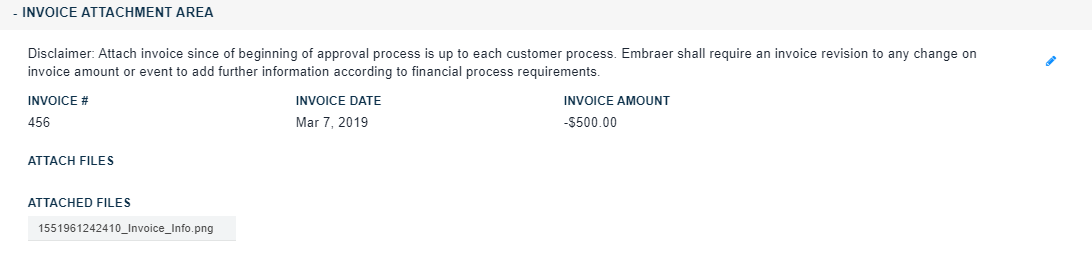 - INVOICE ATTACHMENT AREA
Disclaimer: Attach invoice since of beginning of approval process is up to each customer process. Embraer shall require an invoice revision to any change on
invoice amount or event to add further information according to financial process requirements.
INVOICE # INVOICE DATE INVOICE AMOUNT
456 Mar 7, 2019 -$500.00
ATTACH FILES
ATTACHED FILES
1551961242410_Invoice_Info.png